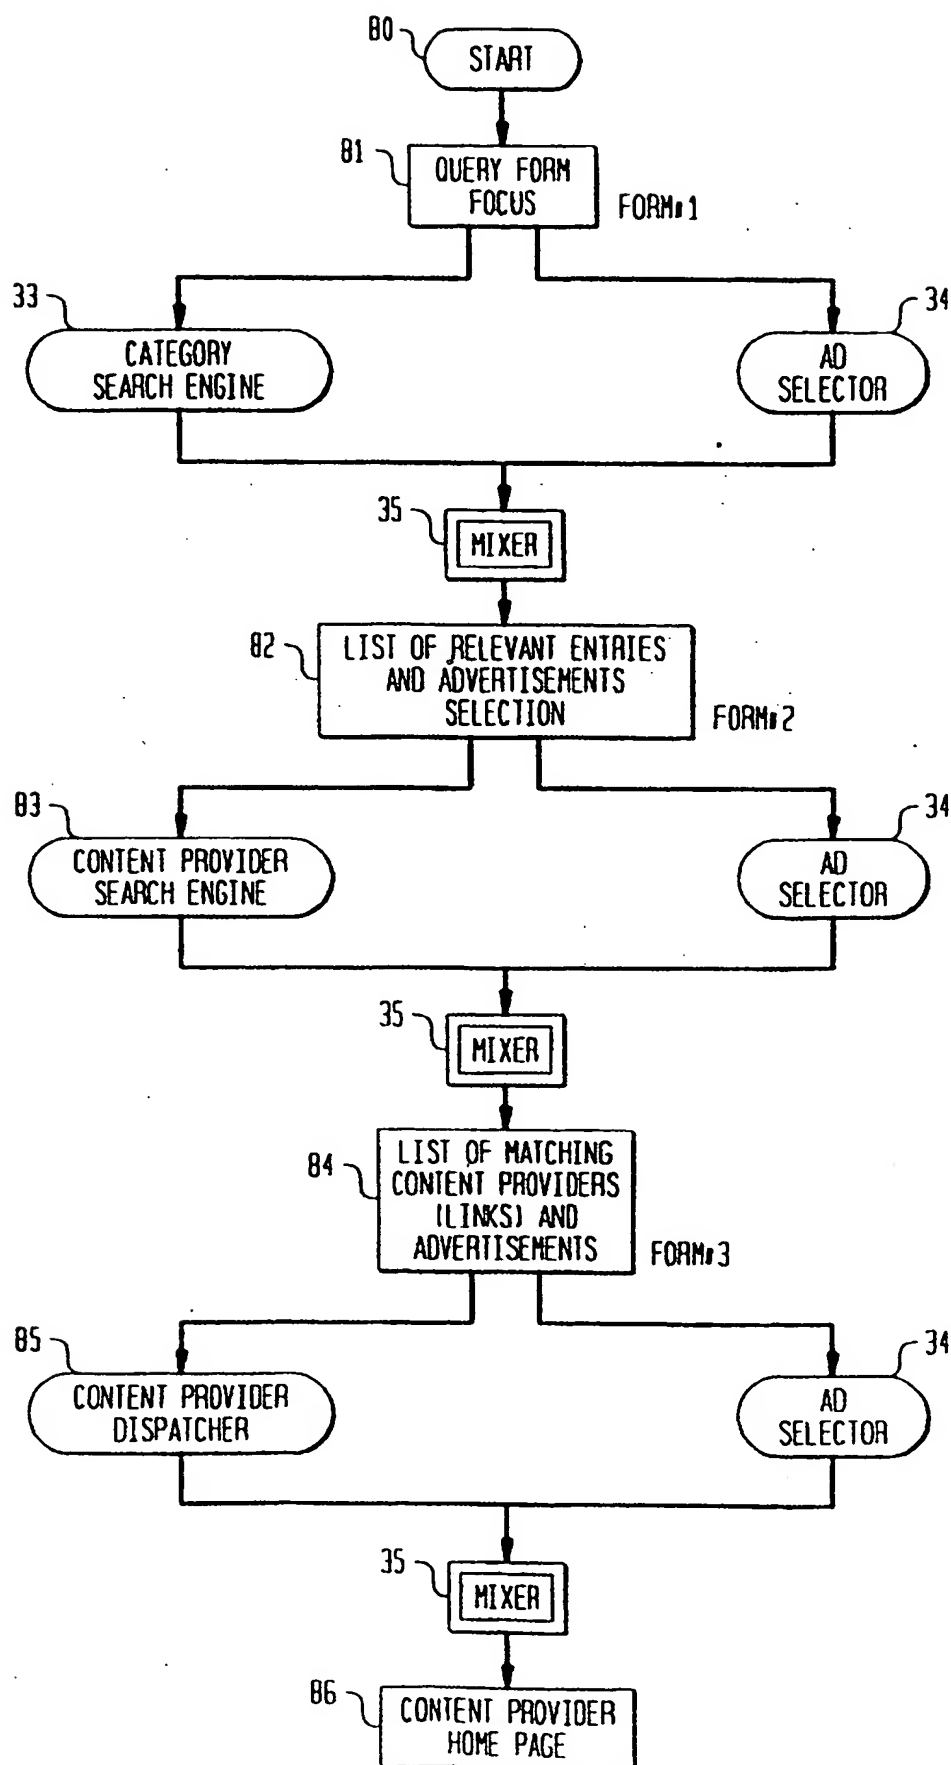 80
START
81
QUERY FORM
FOCUS
FORM#1
33
CATEGORY
SEARCH ENGINE
34
AD
SELECTOR
35
MIXER
82
LIST OF RELEVANT ENTRIES
AND ADVERTISEMENTS
SELECTION
FORM#2
83
CONTENT PROVIDER
SEARCH ENGINE
34
AD
SELECTOR
35
MIXER
84
LIST OF MATCHING
CONTENT PROVIDERS
(LINKS) AND
ADVERTISEMENTS
FORM#3
85
CONTENT PROVIDER
DISPATCHER
34
AD
SELECTOR
35
MIXER
86
CONTENT PROVIDER
HOME PAGE